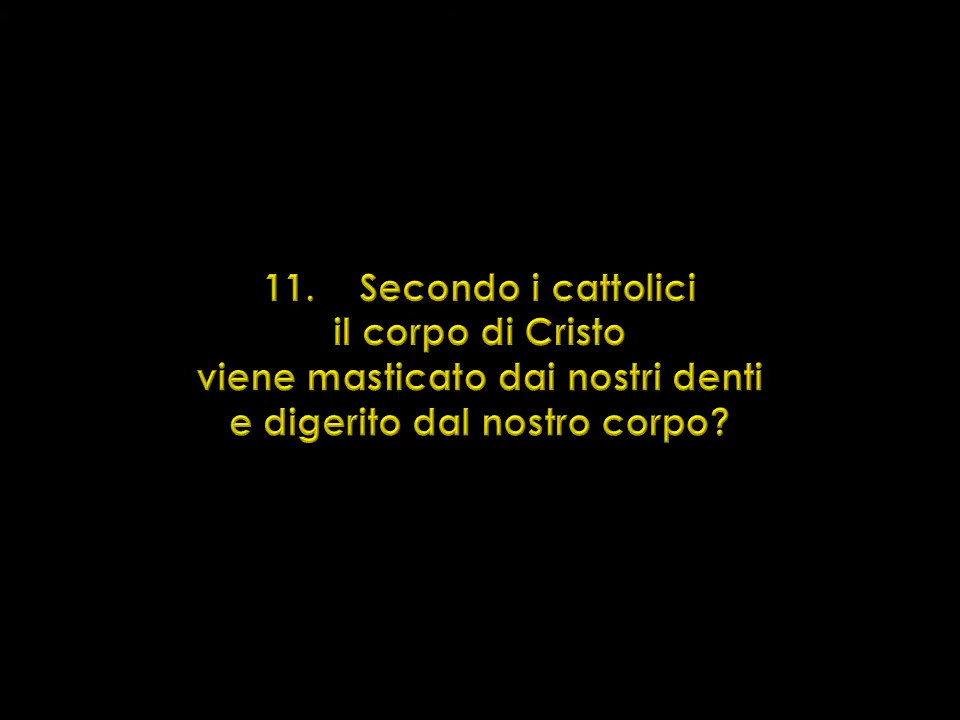 11. Secondo i cattolici
il corpo di Cristo
viene masticato dai nostri denti
e digerito dal nostro corpo?